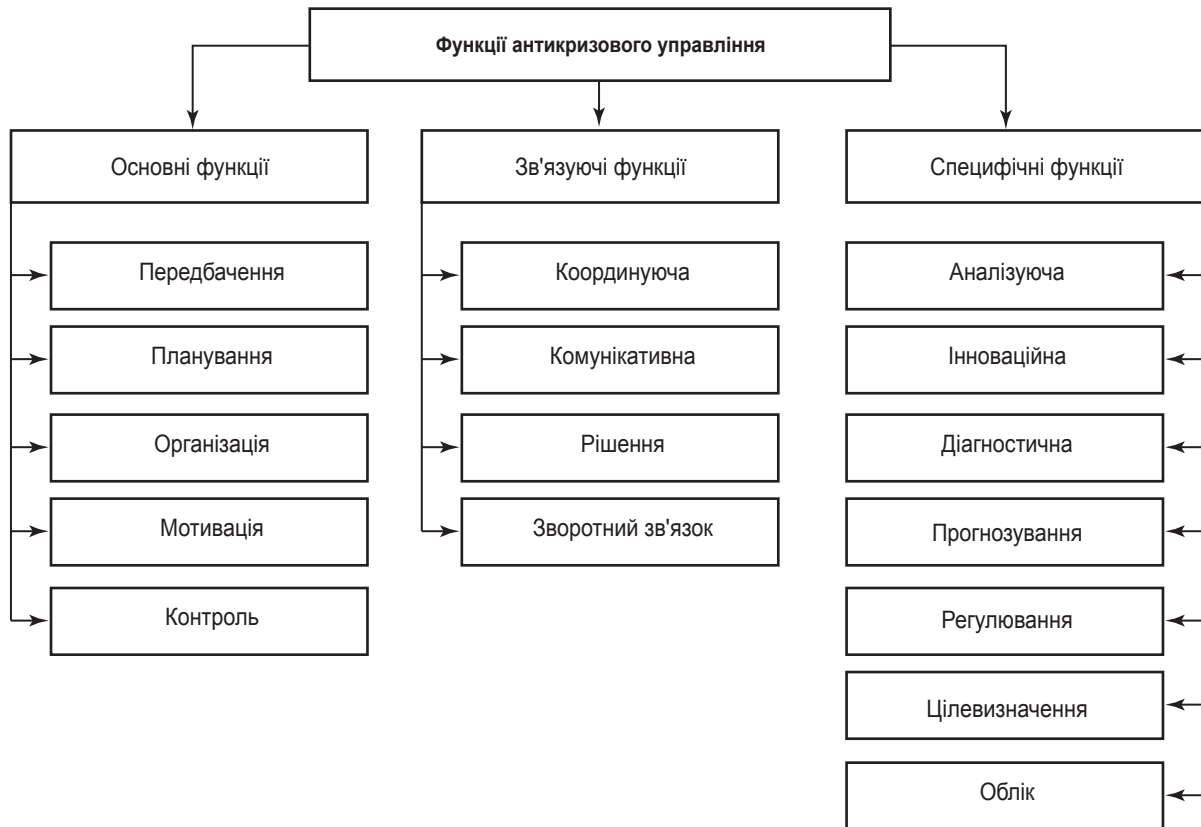 Функції антикризового управління
Основні функції
Зв'язуючі функції
Специфічні функції
Передбачення
Координуюча
Аналізуюча
Планування
Комунікативна
Інноваційна
Організація
Рішення
Діагностична
Мотивація
Зворотний зв'язок
Прогнозування
Контроль
Регулювання
Цілевизначення
Облік